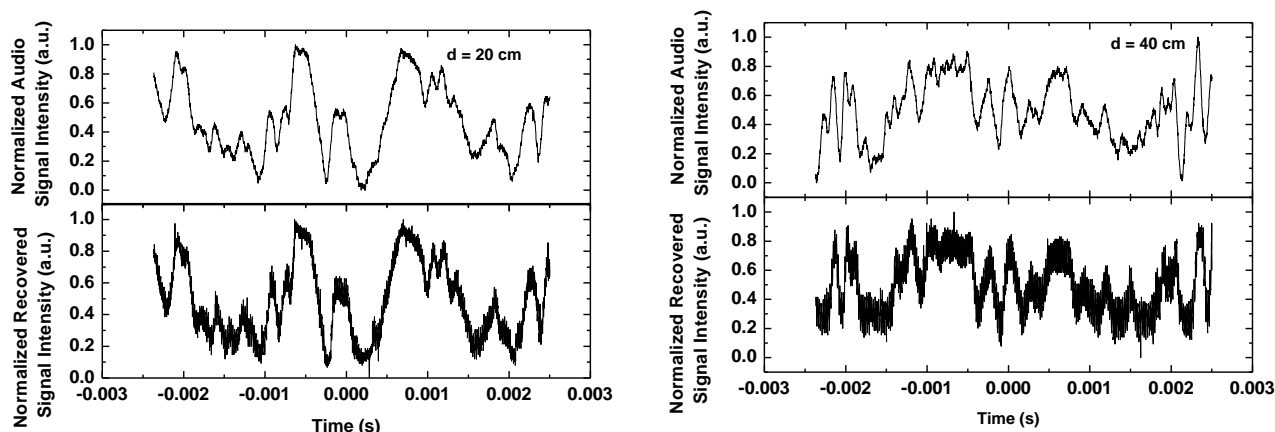 Normalized Audio
Signal Intensity (a.u.)
1.0
0.8
0.6
0.4
0.2
0.0
d = 20 cm
Normalized Recovered
Signal Intensity (a.u.)
1.0
0.8
0.6
0.4
0.2
0.0
-0.003 -0.002 -0.001 0.000 0.001 0.002 0.003
Time (s)
Normalized Audio
Signal Intensity (a.u.)
1.0
0.8
0.6
0.4
0.2
0.0
d = 40 cm
Normalized Recovered
Signal Intensity (a.u.)
1.0
0.8
0.6
0.4
0.2
0.0
-0.003 -0.002 -0.001 0.000 0.001 0.002 0.003
Time (s)